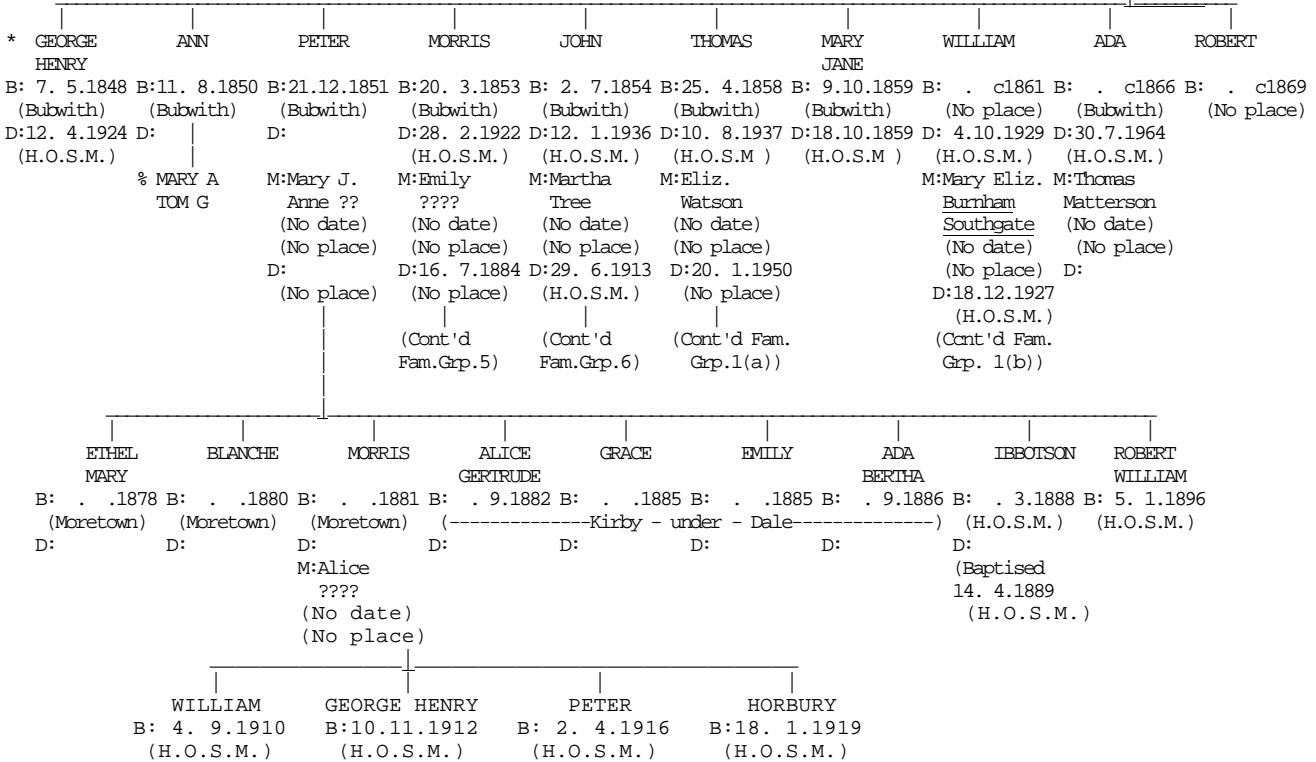 * GEORGE ANN PETER MORRIS JOHN THOMAS MARY WILLIAM ADA ROBERT
HENRY JANE
B: 7. 5.1848 B:11. 8.1850 B:21.12.1851 B:20. 3.1853 B: 2. 7.1854 B:25. 4.1858 B: 9.10.1859 B: . c1861 B: . c1866 B: . c1869
(Bubwith) (Bubwith) (Bubwith) (Bubwith) (Bubwith) (Bubwith) (Bubwith) (No place) (Bubwith) (No place)
D:12. 4.1924 D: D: D:28. 2.1922 D:12. 1.1936 D:10. 8.1937 D:18.10.1859 D: 4.10.1929 D:30.7.1964
(H.O.S.M.) (H.O.S.M.) (H.O.S.M.) (H.O.S.M ) (H.O.S.M ) (H.O.S.M.) (H.O.S.M.)
% MARY A M:Mary J. M:Emily M:Martha M:Eliz. M:Mary Eliz. M:Thomas
TOM G Anne ?? ???? Tree Watson Burnham Matterson
(No date) (No date) (No date) (No date) Southgate (No date)
(No place) (No place) (No place) (No place) (No date) (No place)
D: D:16. 7.1884 D:29. 6.1913 D:20. 1.1950 (No place) D:
(No place) (No place) (H.O.S.M.) (No place) D:18.12.1927
(H.O.S.M.)
(Cont'd (Cont'd (Cont'd Fam. (Cont'd Fam.
Fam.Grp.5) Fam.Grp.6) Grp.1(a)) Grp. 1(b))
ETHEL BLANCHE MORRIS ALICE GRACE EMILY ADA IBBOTSON ROBERT
MARY GERTRUDE BERTHA WILLIAM
B: . .1878 B: . .1880 B: . .1881 B: . 9.1882 B: . .1885 B: . .1885 B: . 9.1886 B: . 3.1888 B: 5. 1.1896
(Moretown) (Moretown) (Moretown) (--------------Kirby - under - Dale--------------) (H.O.S.M.) (H.O.S.M.)
D: D: D: D: D: D: D: D:
M:Alice (Baptised
???? 14. 4.1889
(No date) (H.O.S.M.)
(No place)
WILLIAM GEORGE HENRY PETER HORBURY
B: 4. 9.1910 B:10.11.1912 B: 2. 4.1916 B:18. 1.1919
(H.O.S.M.) (H.O.S.M.) (H.O.S.M.) (H.O.S.M.)